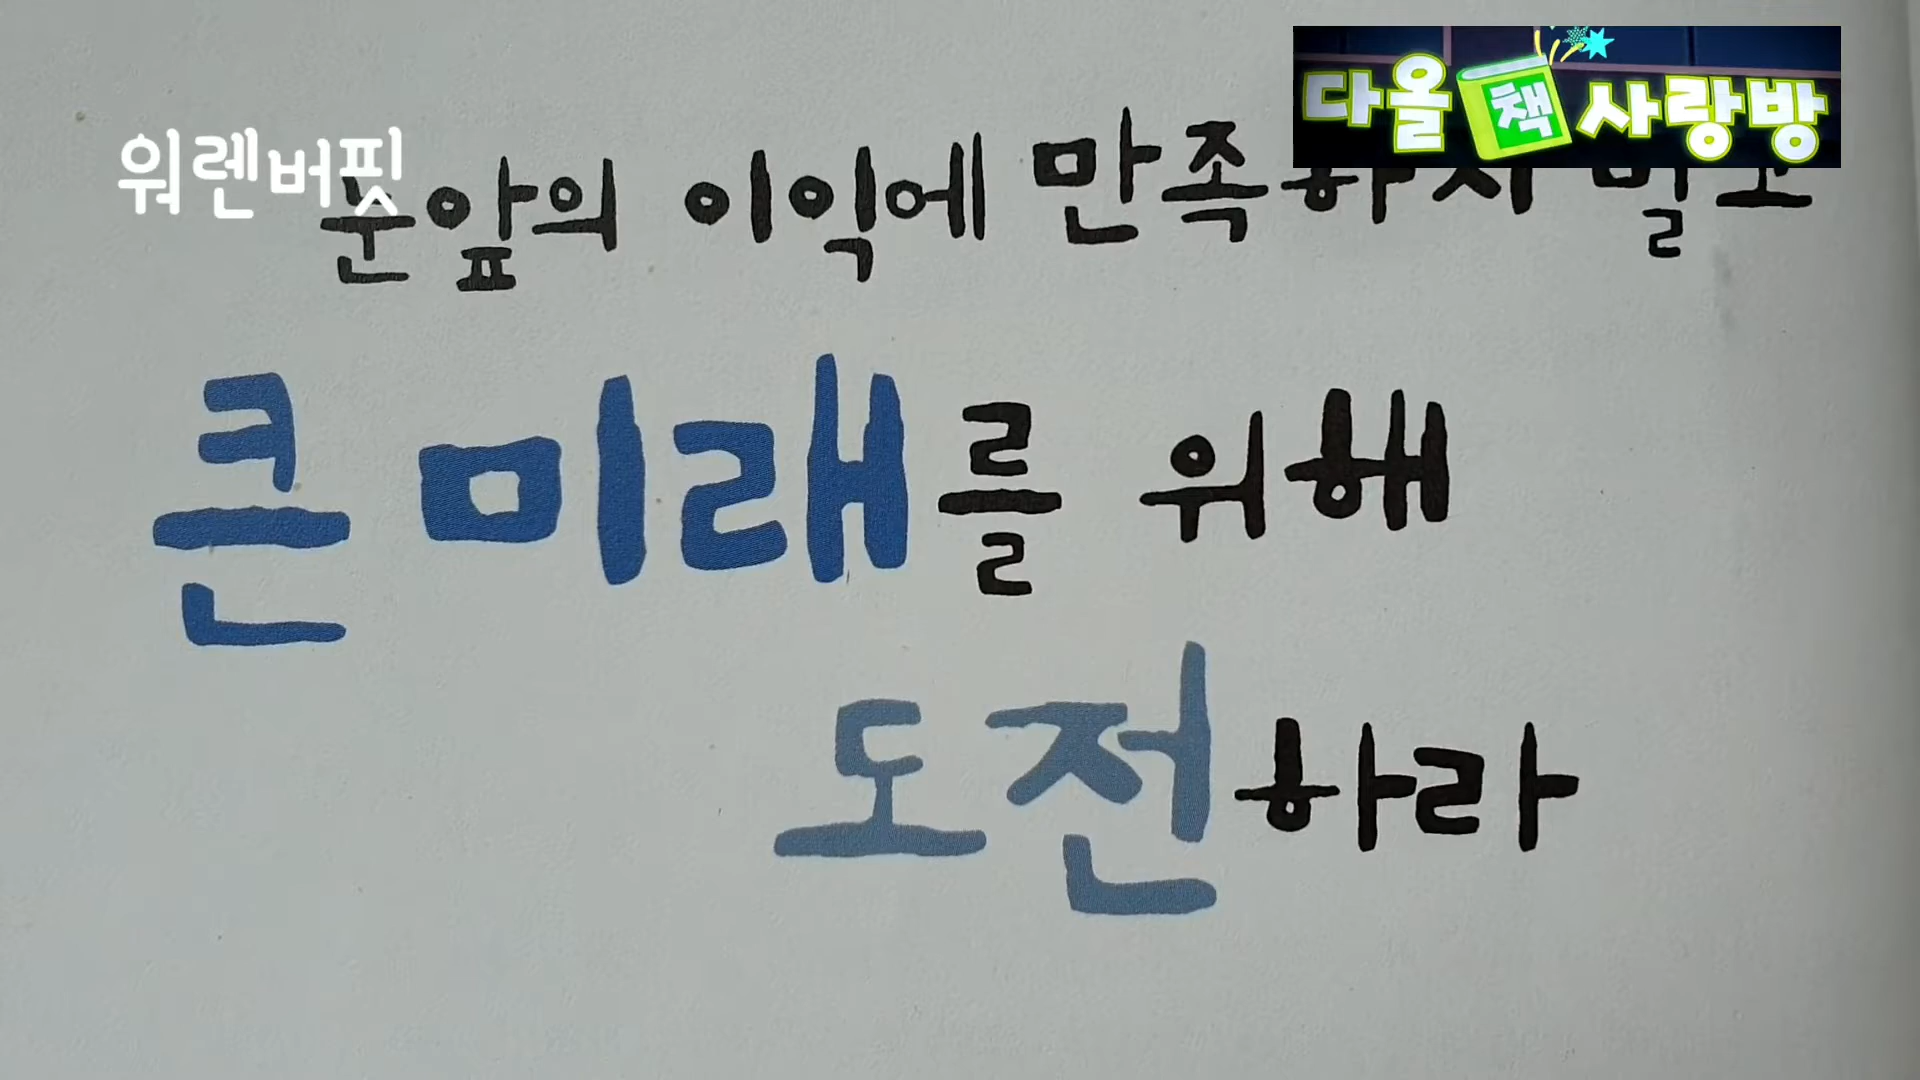 다올 책 사랑방
워렌버핏
눈앞의 이익에 만족하지 말고
큰 미래를 위해
도전하라